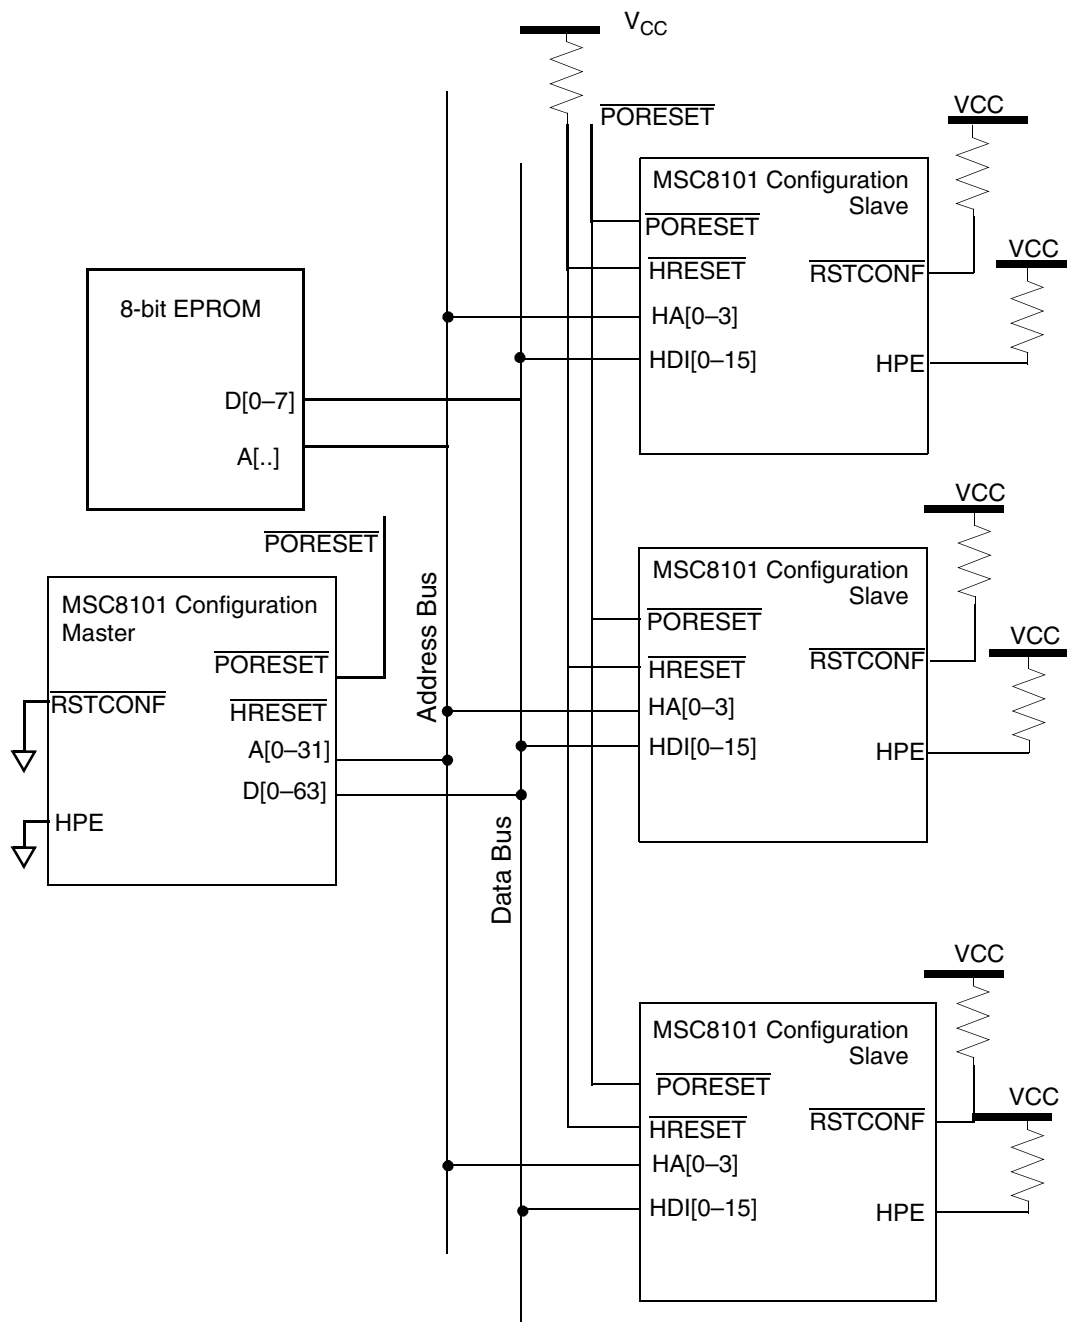 V_CC
PORESET
VCC
MSC8101 Configuration
Slave
PORESET
HRESET
RSTCONF
VCC
HA[0–3]
HDI[0–15]
HPE
8-bit EPROM
D[0–7]
A[..]
PORESET
MSC8101 Configuration
Master
PORESET
RSTCONF
HRESET
A[0–31]
D[0–63]
HPE
Address Bus
Data Bus
VCC
MSC8101 Configuration
Slave
PORESET
HRESET
RSTCONF
VCC
HA[0–3]
HDI[0–15]
HPE
VCC
MSC8101 Configuration
Slave
PORESET
HRESET
RSTCONF
VCC
HA[0–3]
HDI[0–15]
HPE